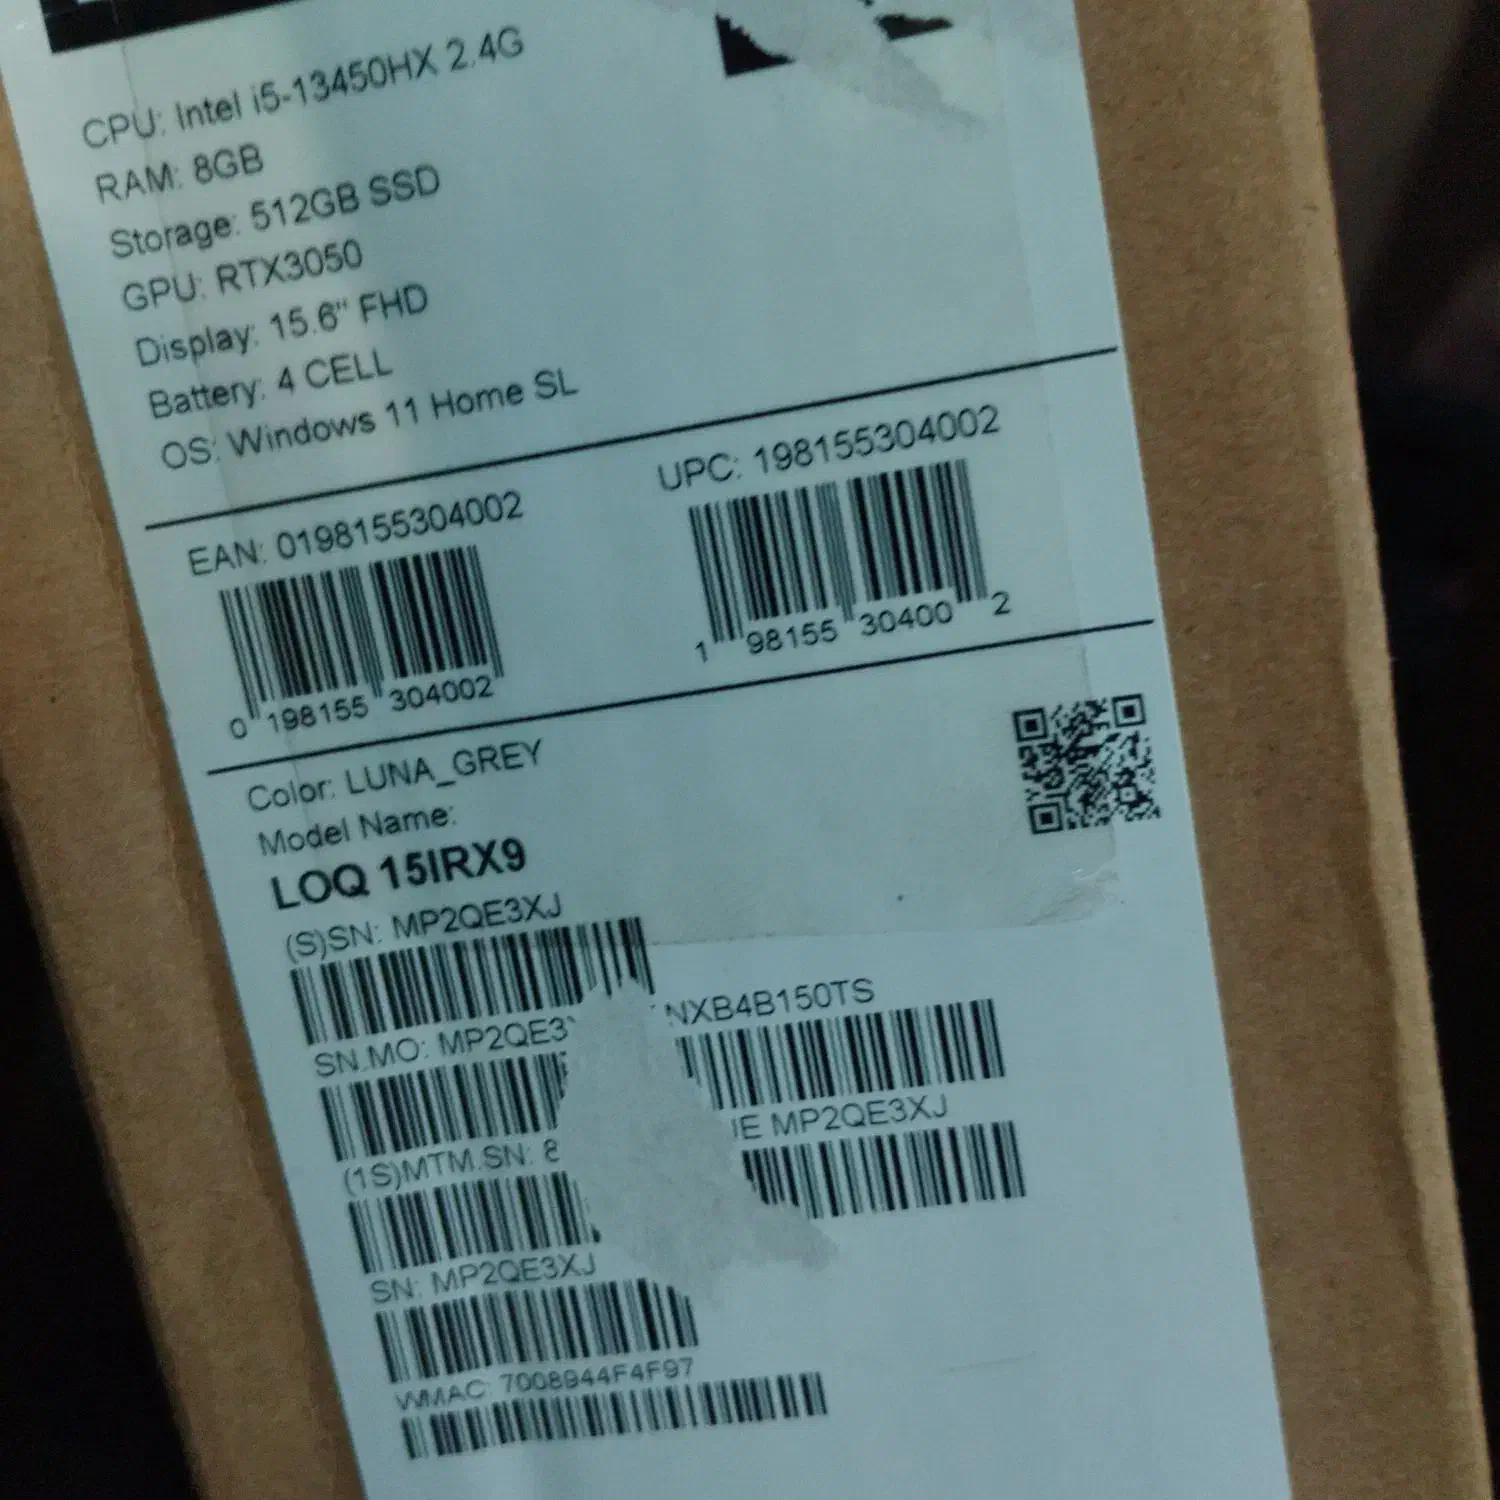 CPU: Intel i5-13450HX 2.4G
RAM: 8GB
Storage: 512GB SSD
GPU: RTX3050
Display: 15.6" FHD
Battery: 4 CELL
OS: Windows 11 Home SL
EAN: 0198155304002
UPC: 198155304002
0 198155 304002
1 98155 30400 2
Color: LUNA_GREY
Model Name:
LOQ 15IRX9
(S)SN: MP2QE3XJ
SN.MO: MP2QE3 NXB4B150TS
(1S)MTM.SN: 8 MP2QE3XJ
SN: MP2QE3XJ
WMAC: 7008944F4F97